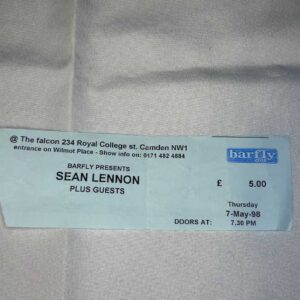 @ The falcon 234 Royal College st. Camden NW1
entrance on Wilmot Place - Show info on: 0171 482 4884
barfly
BARFLY PRESENTS
SEAN LENNON
PLUS GUESTS
£ 5.00
Thursday
7-May-98
DOORS AT: 7.30 PM